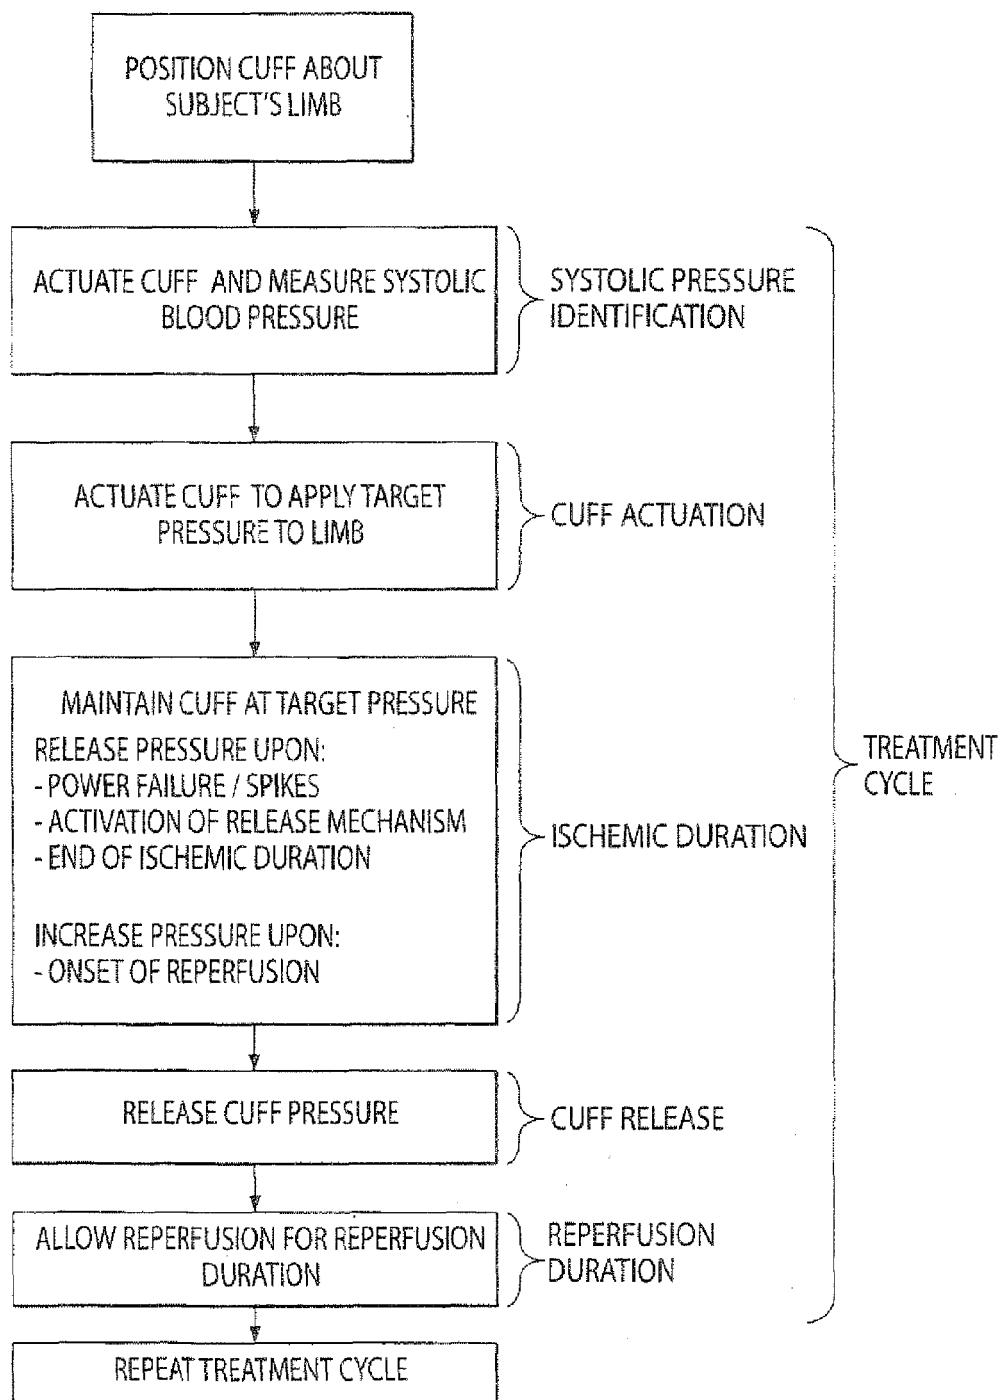 POSITION CUFF ABOUT
SUBJECT'S LIMB
ACTUATE CUFF AND MEASURE SYSTOLIC
BLOOD PRESSURE
SYSTOLIC PRESSURE
IDENTIFICATION
ACTUATE CUFF TO APPLY TARGET
PRESSURE TO LIMB
CUFF ACTUATION
MAINTAIN CUFF AT TARGET PRESSURE
RELEASE PRESSURE UPON:
- POWER FAILURE / SPIKES
- ACTIVATION OF RELEASE MECHANISM
- END OF ISCHEMIC DURATION
INCREASE PRESSURE UPON:
- ONSET OF REPERFUSION
ISCHEMIC DURATION
TREATMENT
CYCLE
RELEASE CUFF PRESSURE
CUFF RELEASE
ALLOW REPERFUSION FOR REPERFUSION
DURATION
REPERFUSION
DURATION
REPEAT TREATMENT CYCLE